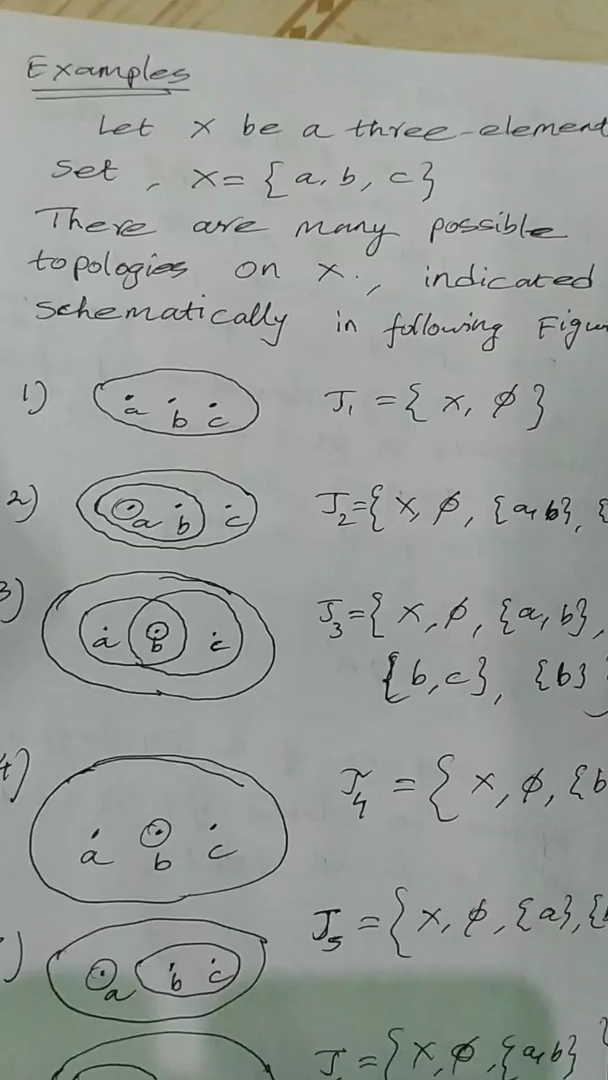 Examples
Let X be a three-element
set, X = {a, b, c}
There are many possible
topologies on X., indicated
schematically in following Figu
1) a b c J₁ = { X, ϕ }
2) a b c J₂ = { X, ϕ, {a, b}, {
3) a b c J₃ = { X, ϕ, {a, b},
{b, c}, {b}
4) a b c J₄ = { X, ϕ, {b
) a b c J₅ = { X, ϕ, {a}, {
J = { X, ϕ, {a, b}